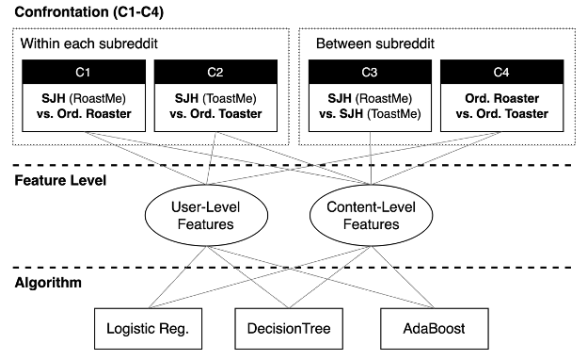 Confrontation (C1-C4)
Within each subreddit
Between subreddit
C1
C2
C3
C4
SJH (RoastMe)
vs. Ord. Roaster
SJH (ToastMe)
vs. Ord. Toaster
SJH (RoastMe)
vs. SJH (ToastMe)
Ord. Roaster
vs. Ord. Toaster
Feature Level
User-Level
Features
Content-Level
Features
Algorithm
Logistic Reg.
DecisionTree
AdaBoost